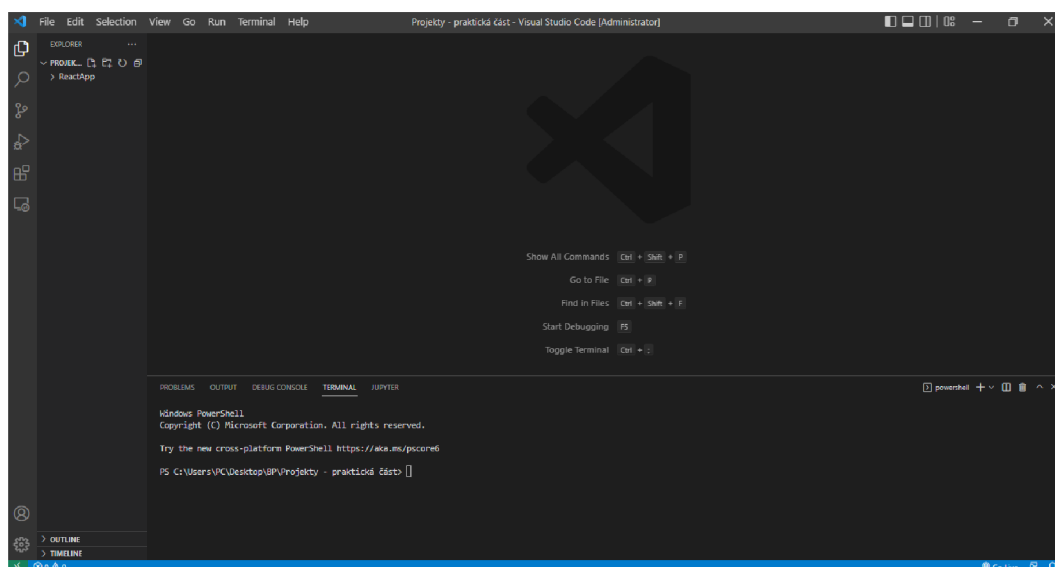 File Edit Selection View Go Run Terminal Help Projekty - praktická část - Visual Studio Code [Administrator]
EXPLORER ...
PROJEK...
> ReactApp
Show All Commands Ctrl + Shift + P
Go to File Ctrl + P
Find in Files Ctrl + Shift + F
Start Debugging F5
Toggle Terminal Ctrl + ;
PROBLEMS OUTPUT DEBUG CONSOLE TERMINAL JUPYTER powershell
Windows PowerShell
Copyright (C) Microsoft Corporation. All rights reserved.
Try the new cross-platform PowerShell https://aka.ms/pscore6
PS C:\Users\PC\Desktop\BP\Projekty - praktická část>
> OUTLINE
> TIMELINE